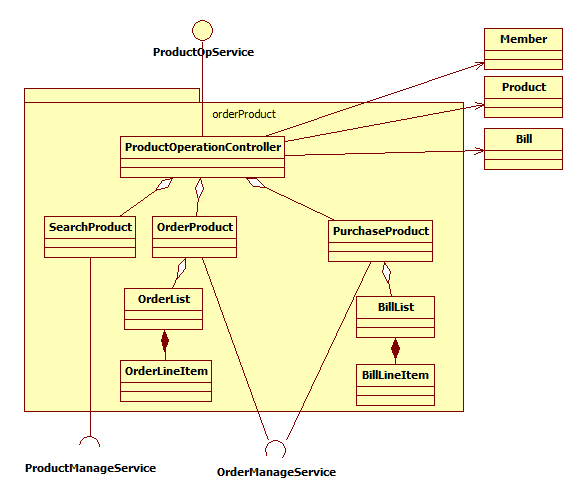 ProductOpService
Member
Product
Bill
orderProduct
ProductOperationController
SearchProduct
OrderProduct
PurchaseProduct
OrderList
BillList
OrderLineItem
BillLineItem
ProductManageService
OrderManageService